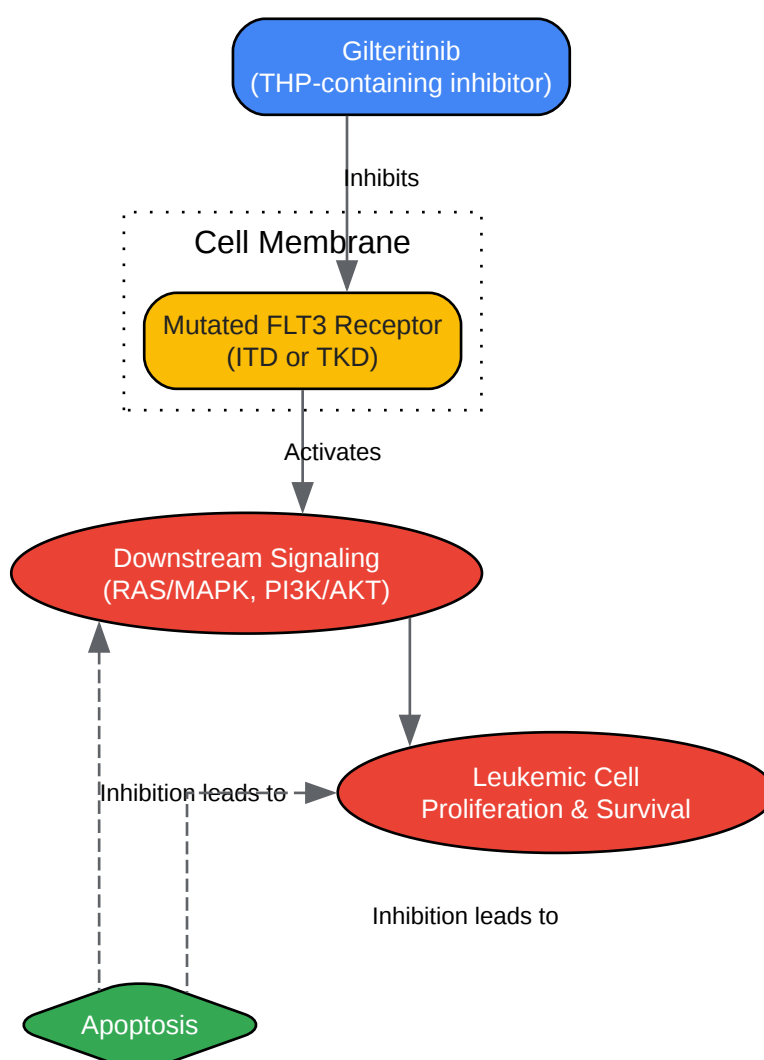 Gilteritinib
(THP-containing inhibitor)
Inhibits
Cell Membrane
Mutated FLT3 Receptor
(ITD or TKD)
Activates
Downstream Signaling
(RAS/MAPK, PI3K/AKT)
Leukemic Cell
Proliferation & Survival
Inhibition leads to
Inhibition leads to
Apoptosis